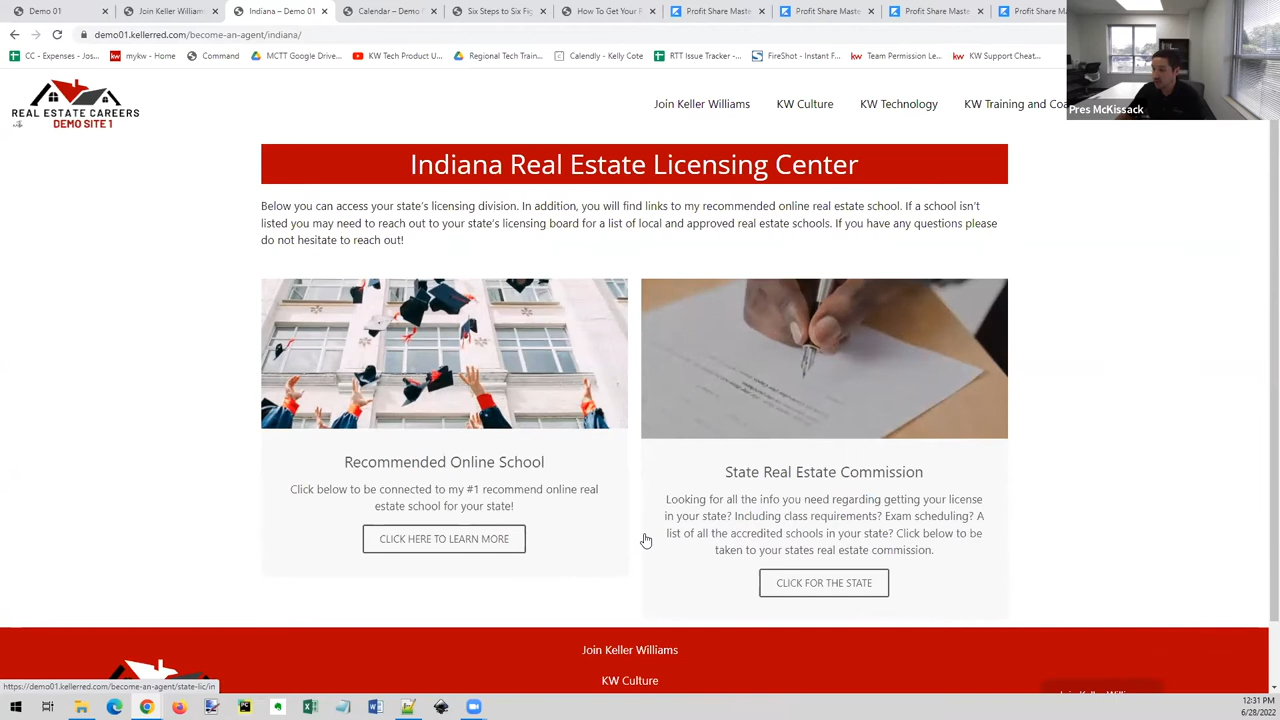 Demo 01
Join Keller Williams
Indiana – Demo 01
Calendar – Demo
Six Steps to Six Fig
How To Get Your
Profit Share Maste
Profit Share Maste
Profit Share Maste
Profit Share Ma
demo01.kellerred.com/become-an-agent/indiana/
CC - Expenses - Jos...
mykw - Home
Command
MCTT Google Drive...
KW Tech Product U...
Regional Tech Train...
Calendly - Kelly Cote
RTT Issue Tracker -...
FireShot - Instant F...
Team Permission Le...
KW Support Cheat...
REAL ESTATE CAREERS
DEMO SITE 1
Join Keller Williams
KW Culture
KW Technology
KW Training and Coa
Pres McKissack
Indiana Real Estate Licensing Center
Below you can access your state's licensing division. In addition, you will find links to my recommended online real estate school. If a school isn't
listed you may need to reach out to your state's licensing board for a list of local and approved real estate schools. If you have any questions please
do not hesitate to reach out!
Recommended Online School
Click below to be connected to my #1 recommend online real
estate school for your state!
CLICK HERE TO LEARN MORE
State Real Estate Commission
Looking for all the info you need regarding getting your license
in your state? Including class requirements? Exam scheduling? A
list of all the accredited schools in your state? Click below to be
taken to your states real estate commission.
CLICK FOR THE STATE
Join Keller Williams
KW Culture
https://demo01.kellerred.com/become-an-agent/state-lic/in
12:31 PM
6/28/2022